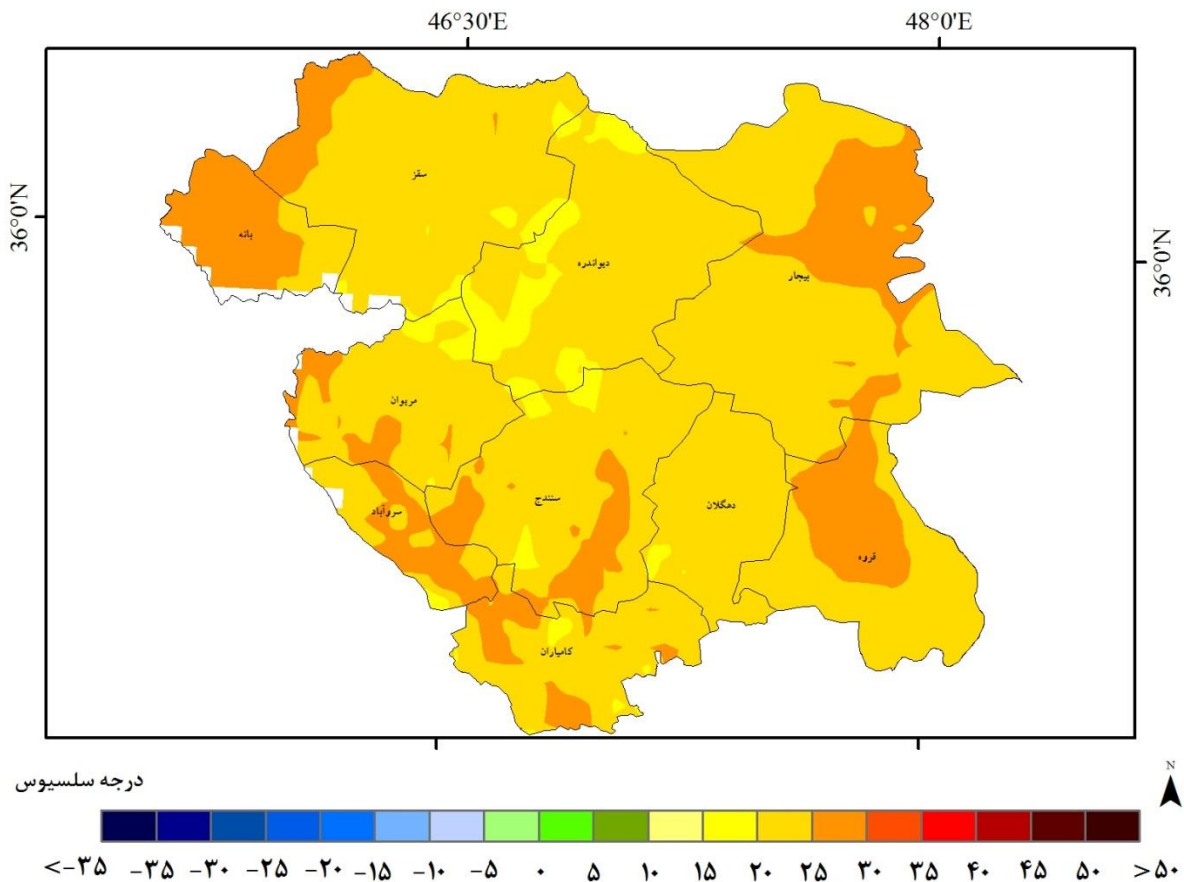 46°30'E 48°0'E
36°0'N
36°0'N
سقز
بانه
دیواندره
بیجار
مریوان
سنندج
دهگلان
سروآباد
قروه
کامیاران
درجه سلسیوس
N
<-۳۵ -۳۵ -۳۰ -۲۵ -۲۰ -۱۵ -۱۰ -۵ ۰ ۵ ۱۰ ۱۵ ۲۰ ۲۵ ۳۰ ۳۵ ۴۰ ۴۵ ۵۰ >۵۰